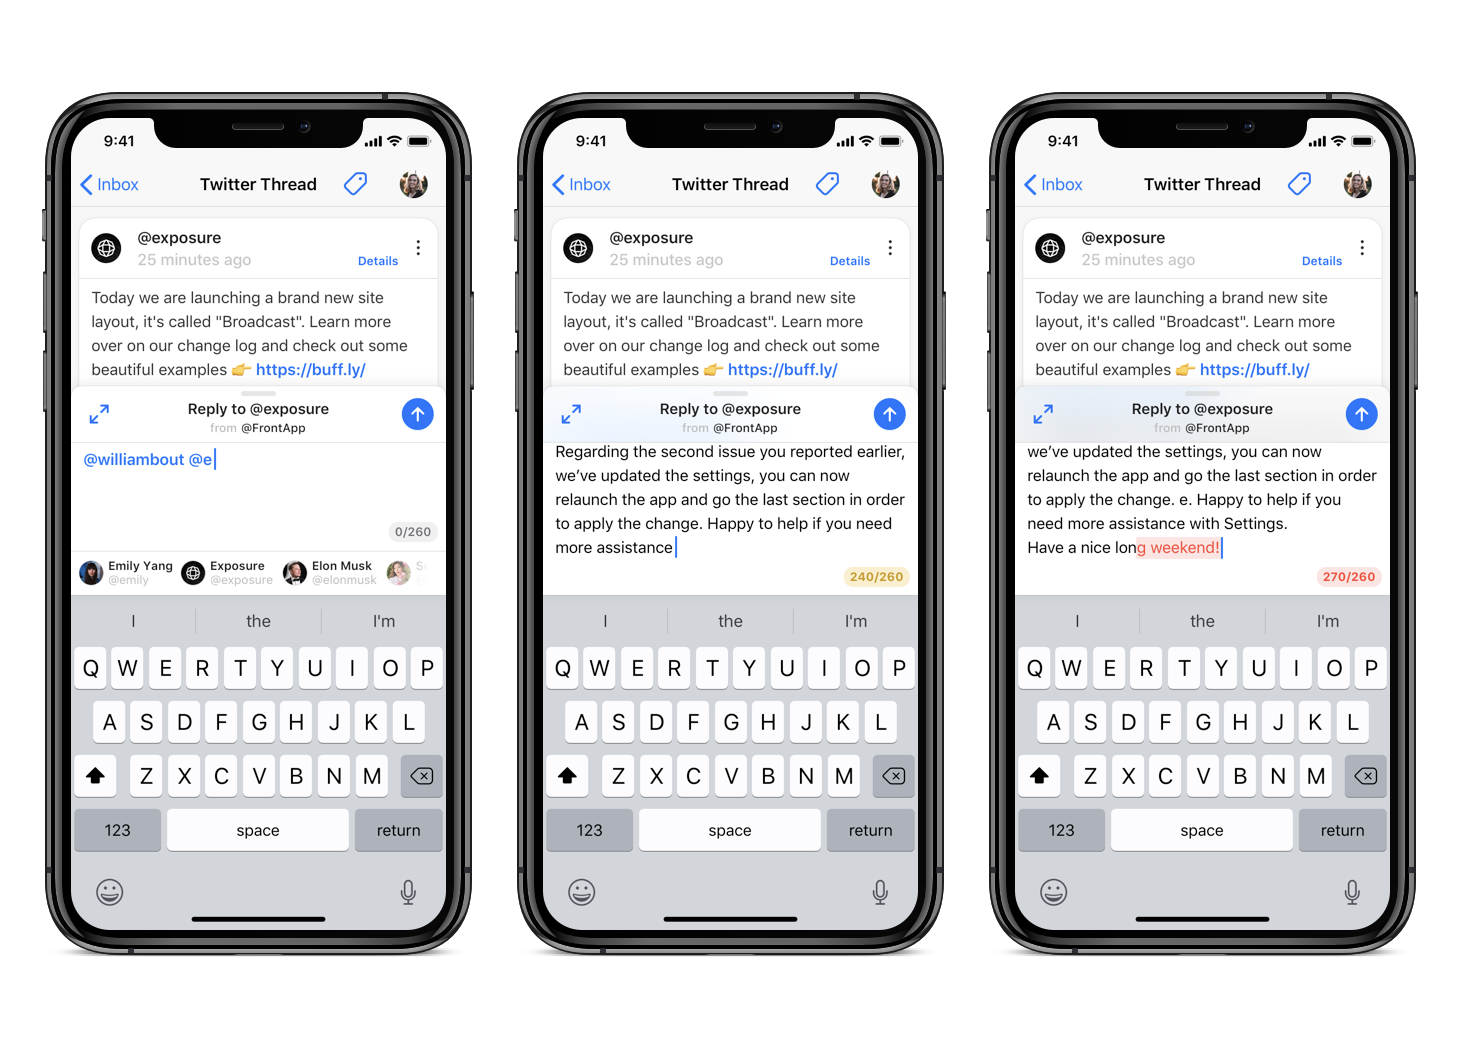 9:41
Inbox
Twitter Thread
@exposure
25 minutes ago
Details
Today we are launching a brand new site
layout, it's called "Broadcast". Learn more
over on our change log and check out some
beautiful examples 👉 https://buff.ly/
Reply to @exposure
from @FrontApp
@williambout @e
0/260
Emily Yang
@emily
Exposure
@exposure
Elon Musk
@elonmusk
I the I'm
Q W E R T Y U I O P
A S D F G H J K L
Z X C V B N M
123 space return
9:41
Inbox
Twitter Thread
@exposure
25 minutes ago
Details
Today we are launching a brand new site
layout, it's called "Broadcast". Learn more
over on our change log and check out some
beautiful examples 👉 https://buff.ly/
Reply to @exposure
from @FrontApp
Regarding the second issue you reported earlier,
we’ve updated the settings, you can now
relaunch the app and go the last section in order
to apply the change. Happy to help if you need
more assistance
240/260
I the I'm
Q W E R T Y U I O P
A S D F G H J K L
Z X C V B N M
123 space return
9:41
Inbox
Twitter Thread
@exposure
25 minutes ago
Details
Today we are launching a brand new site
layout, it's called "Broadcast". Learn more
over on our change log and check out some
beautiful examples 👉 https://buff.ly/
Reply to @exposure
from @FrontApp
we’ve updated the settings, you can now
relaunch the app and go the last section in order
to apply the change. e. Happy to help if you
need more assistance with Settings.
Have a nice long weekend!
270/260
I the I'm
Q W E R T Y U I O P
A S D F G H J K L
Z X C V B N M
123 space return